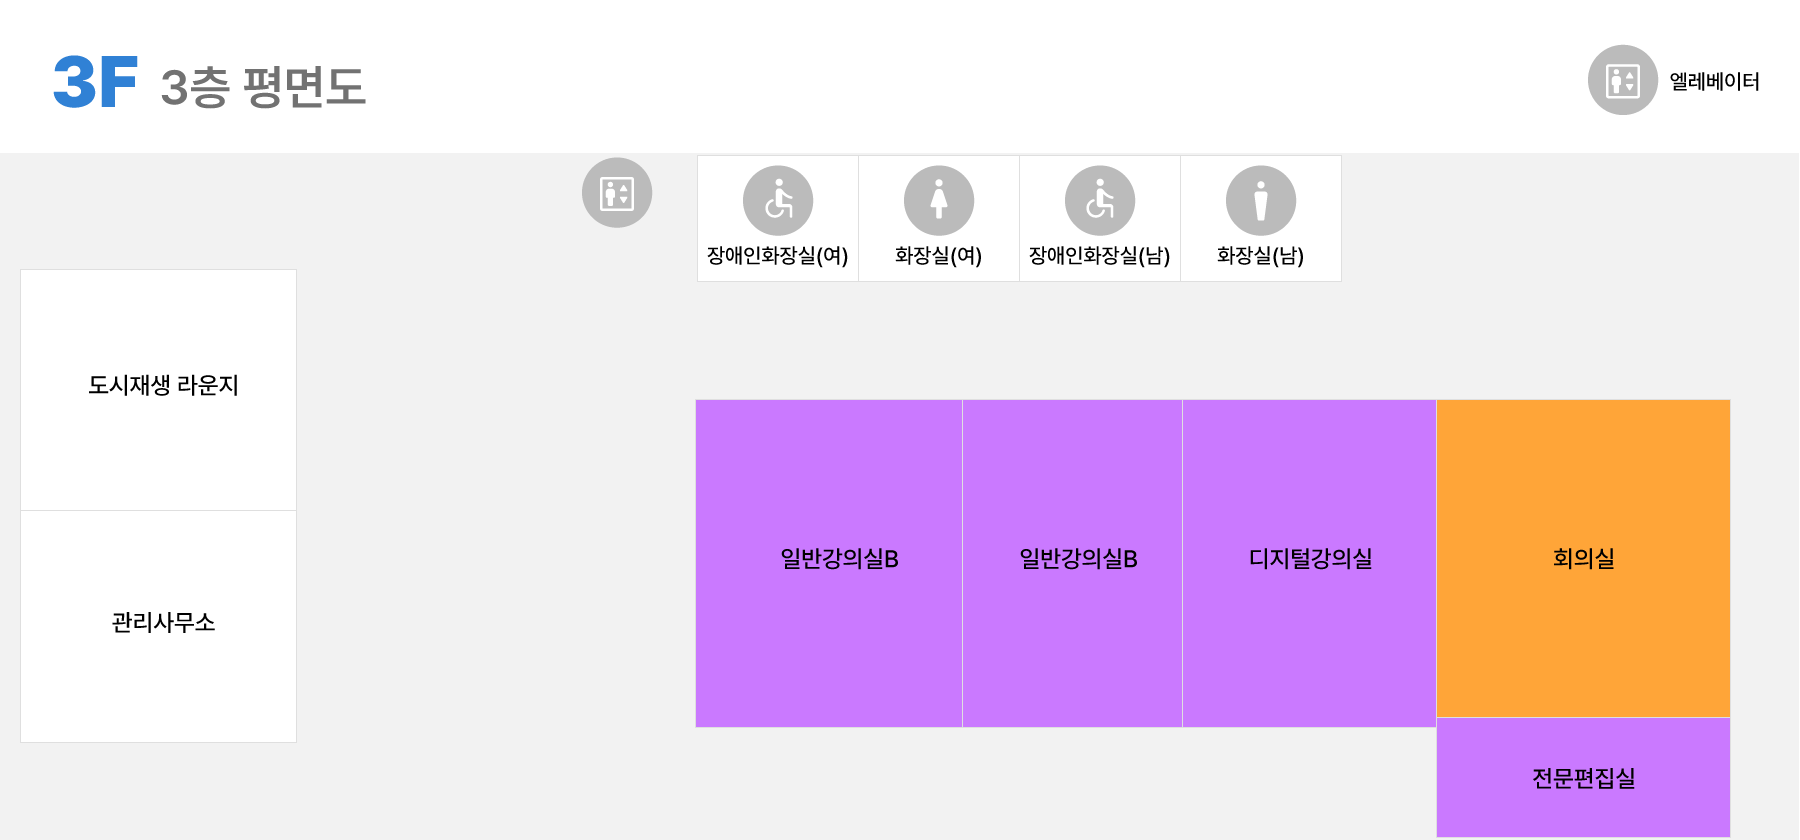 3F 3층 평면도
엘레베이터
장애인화장실(여)
화장실(여)
장애인화장실(남)
화장실(남)
도시재생 라운지
관리사무소
일반강의실B
일반강의실B
디지털강의실
회의실
전문편집실